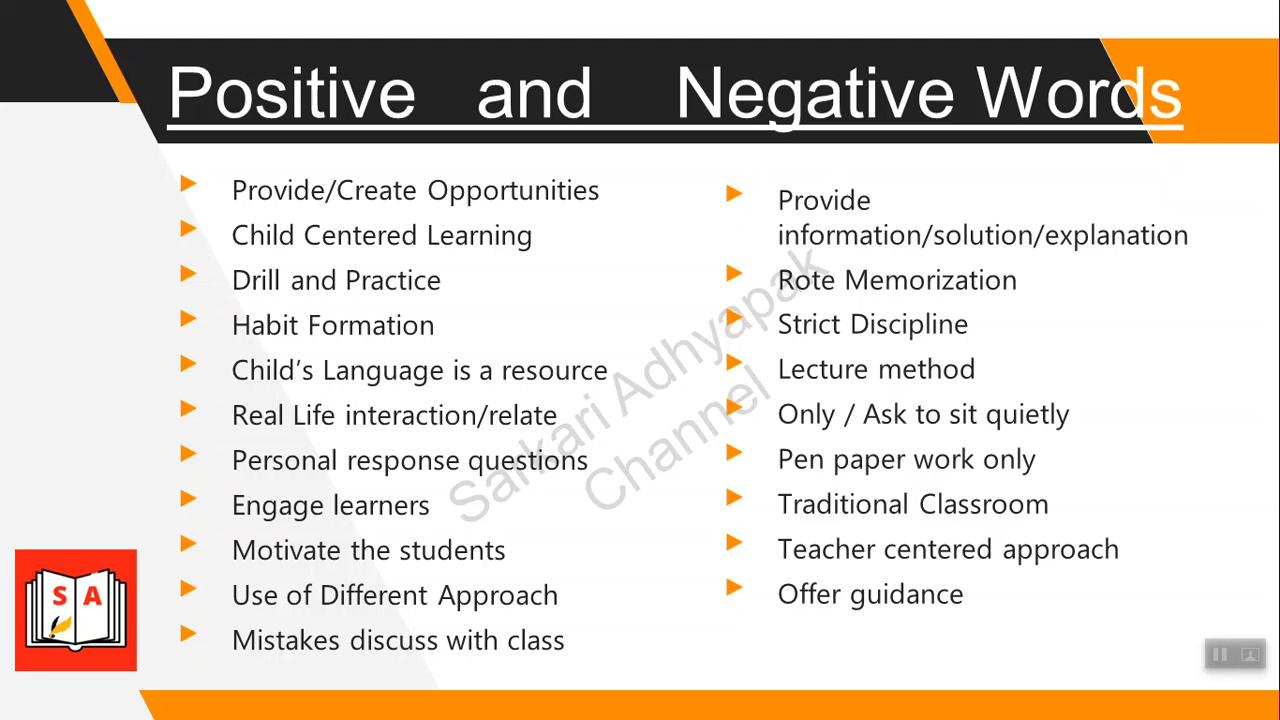 Positive and Negative Words
Provide/Create Opportunities
Child Centered Learning
Drill and Practice
Habit Formation
Child’s Language is a resource
Real Life interaction/relate
Personal response questions
Engage learners
Motivate the students
Use of Different Approach
Mistakes discuss with class
Provide
information/solution/explanation
Rote Memorization
Strict Discipline
Lecture method
Only / Ask to sit quietly
Pen paper work only
Traditional Classroom
Teacher centered approach
Offer guidance
Sarkari Adhyapak
Channel
S A